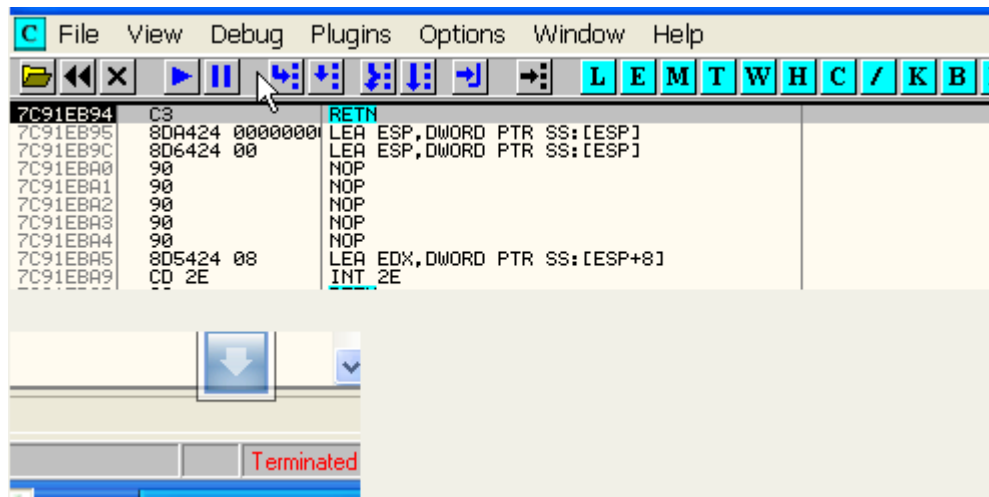 C File View Debug Plugins Options Window Help
L E M T W H C / K B
7C91EB94 C3 RETN
7C91EB95 8DA424 00000000 LEA ESP,DWORD PTR SS:[ESP]
7C91EB9C 8D6424 00 LEA ESP,DWORD PTR SS:[ESP]
7C91EBA0 90 NOP
7C91EBA1 90 NOP
7C91EBA2 90 NOP
7C91EBA3 90 NOP
7C91EBA4 90 NOP
7C91EBA5 8D5424 08 LEA EDX,DWORD PTR SS:[ESP+8]
7C91EBA9 CD 2E INT 2E
Terminated